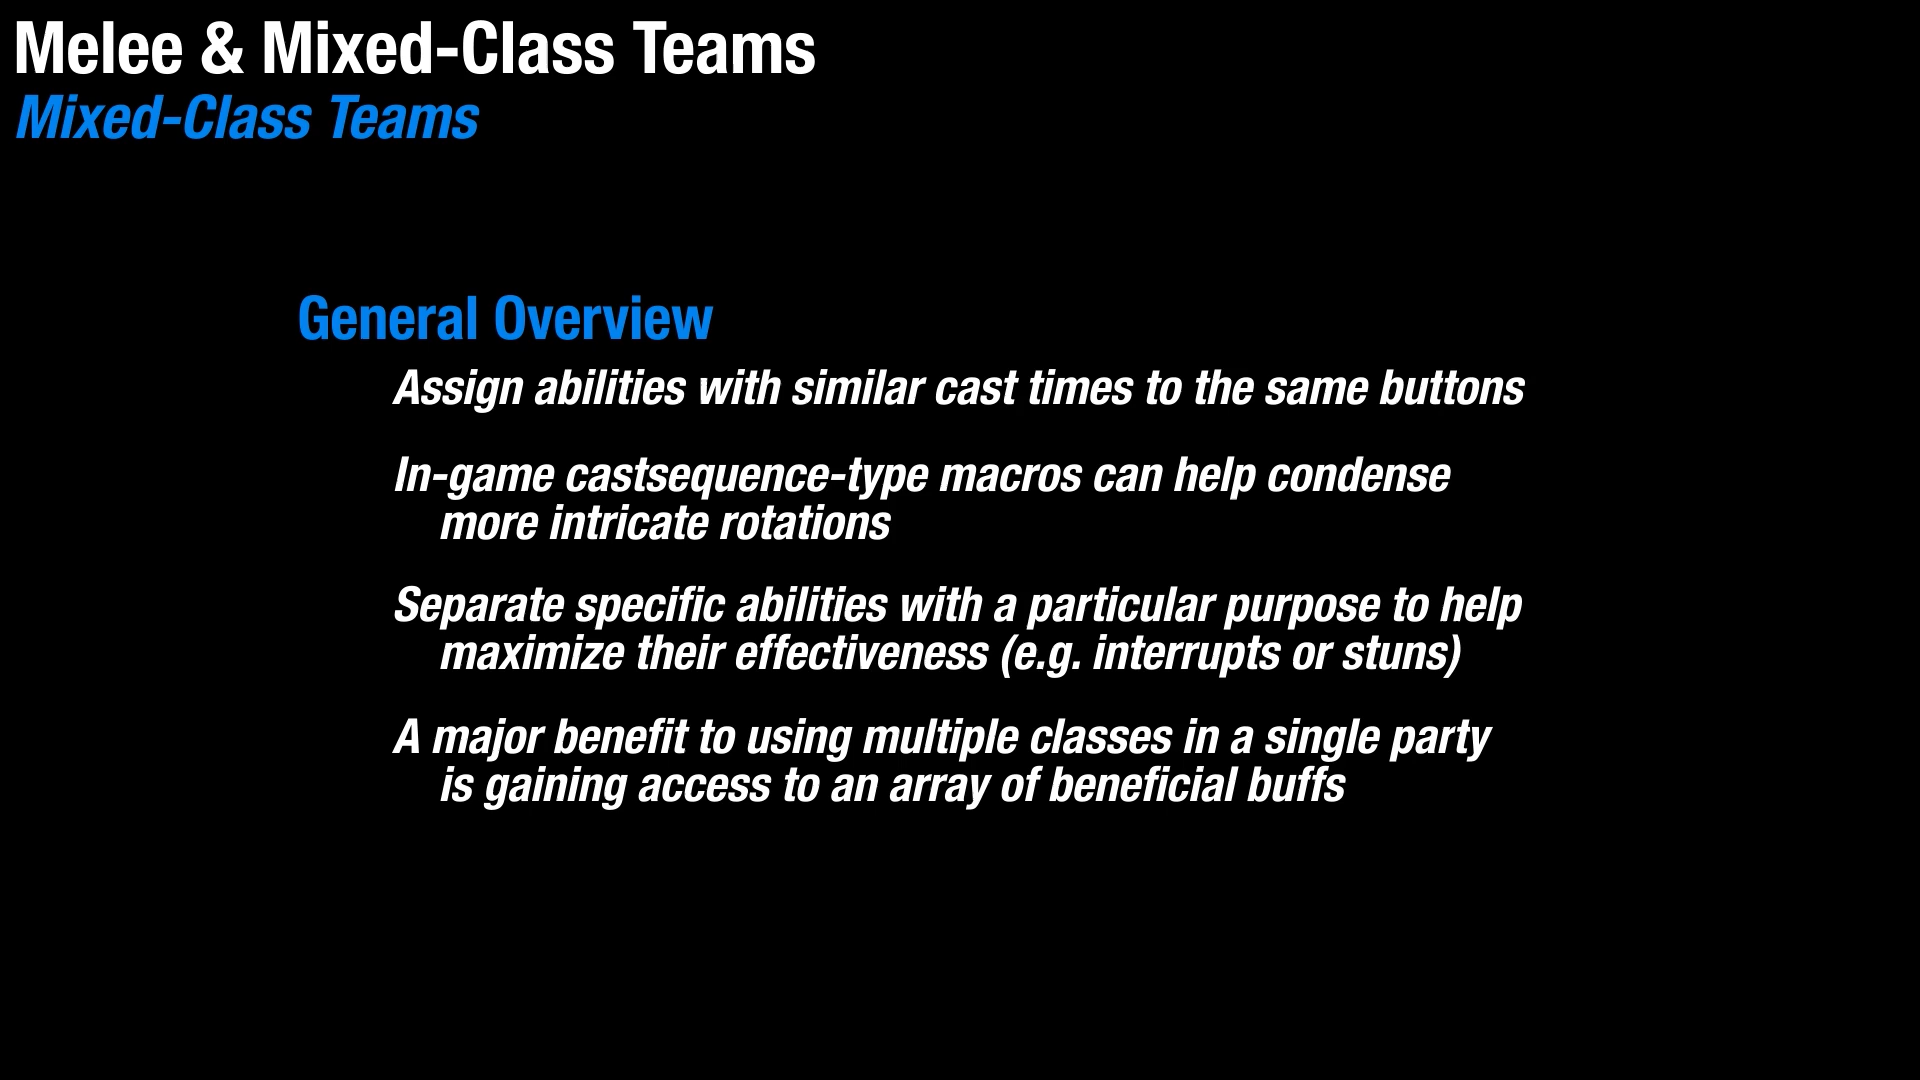 Melee & Mixed-Class Teams
Mixed-Class Teams
General Overview
Assign abilities with similar cast times to the same buttons
In-game castsequence-type macros can help condense
more intricate rotations
Separate specific abilities with a particular purpose to help
maximize their effectiveness (e.g. interrupts or stuns)
A major benefit to using multiple classes in a single party
is gaining access to an array of beneficial buffs